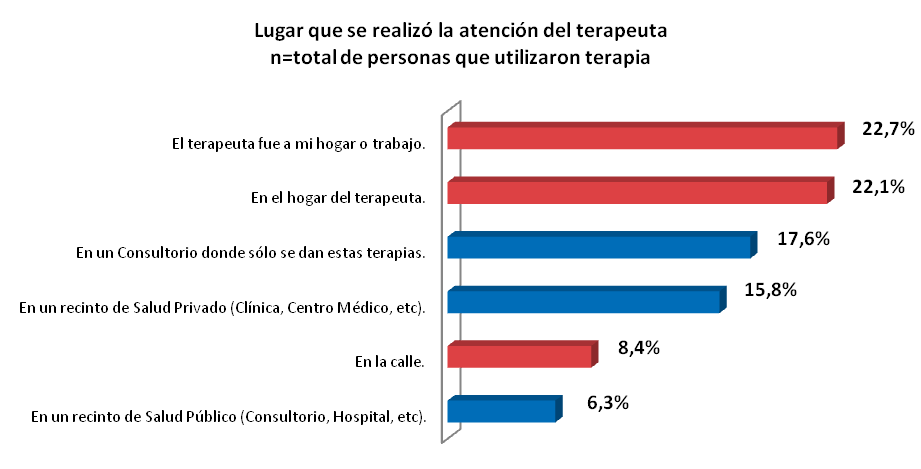 Lugar que se realizó la atención del terapeuta
n=total de personas que utilizaron terapia
El terapeuta fue a mi hogar o trabajo. 22,7%
En el hogar del terapeuta. 22,1%
En un Consultorio donde sólo se dan estas terapias. 17,6%
En un recinto de Salud Privado (Clínica, Centro Médico, etc). 15,8%
En la calle. 8,4%
En un recinto de Salud Público (Consultorio, Hospital, etc). 6,3%